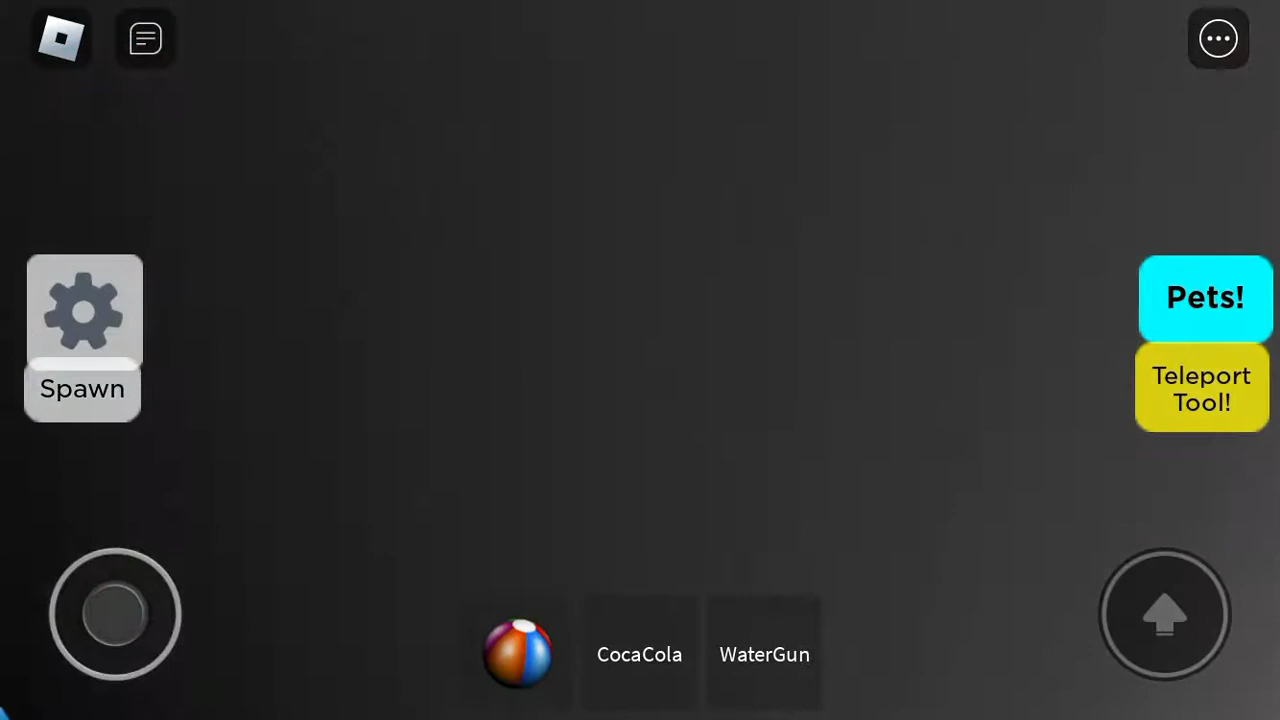 Pets!
Spawn
Teleport
Tool!
CocaCola
WaterGun